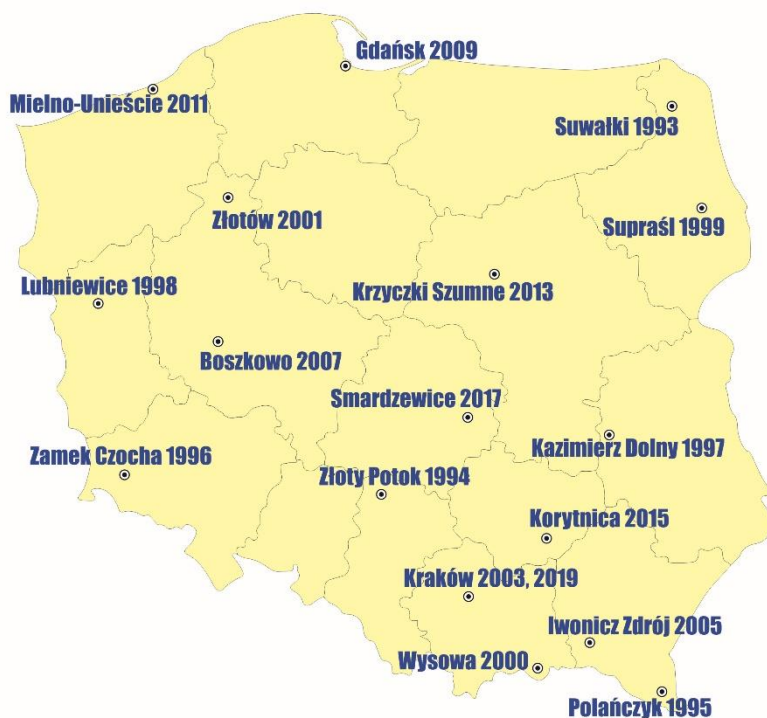 Gdańsk 2009
Mielno-Unieście 2011
Suwałki 1993
Złotów 2001
Supraśl 1999
Lubniewice 1998
Krzyczki Szumne 2013
Boszkowo 2007
Smardzewice 2017
Kazimierz Dolny 1997
Zamek Czocha 1996
Złoty Potok 1994
Korytnica 2015
Kraków 2003, 2019
Iwonicz Zdrój 2005
Wysowa 2000
Polańczyk 1995